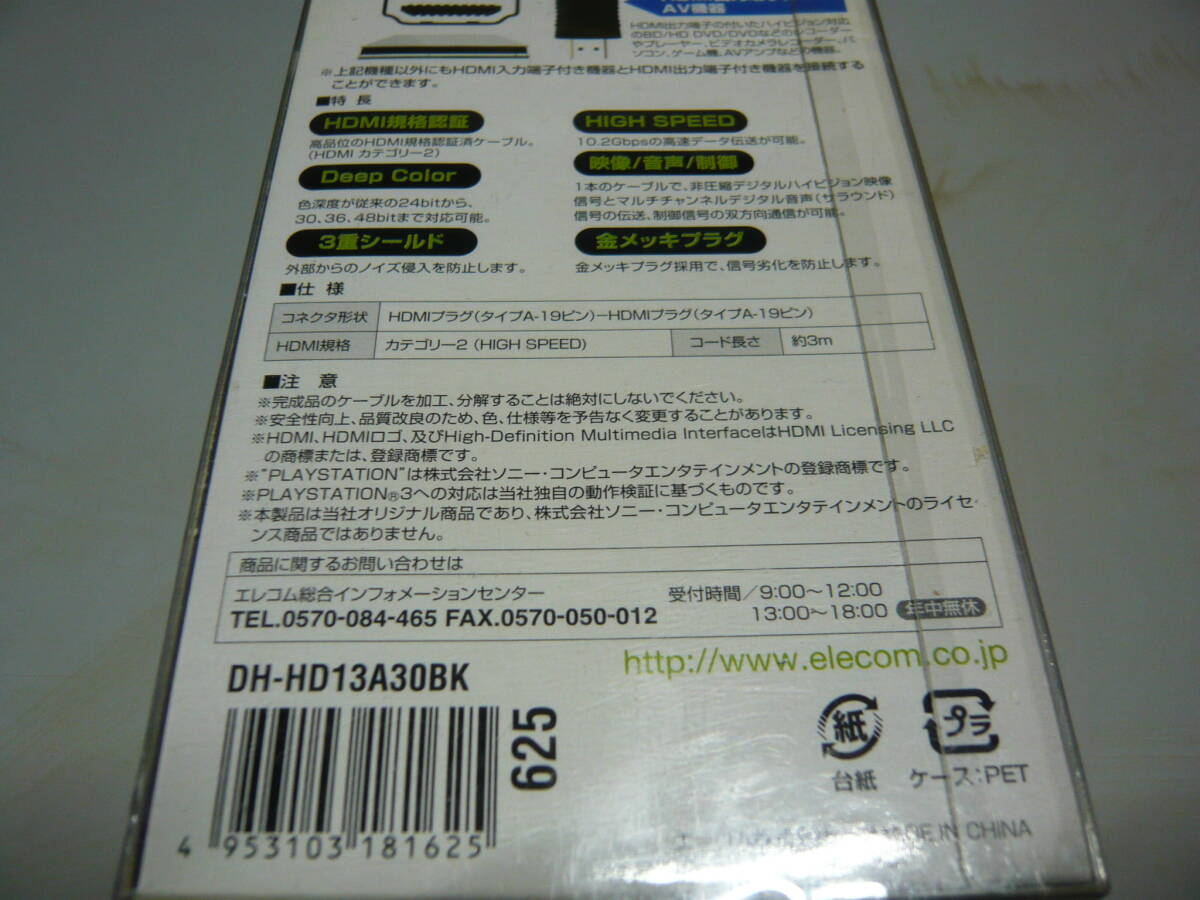 AV機器
HDMI出力端子の付いたハイビジョン対応
のBD/HD DVD/DVDなどのレコーダー
やプレーヤー、ビデオカメラレコーダー、パ
ソコン、ゲーム機、AVアンプなどの機器。
※上記機種以外にもHDMI入力端子付き機器とHDMI出力端子付き機器を接続する
ことができます。
■特 長
HDMI規格認証
高品位のHDMI規格認証済ケーブル。
(HDMI カテゴリー2)
HIGH SPEED
10.2Gbpsの高速データ伝送が可能。
Deep Color
色深度が従来の24bitから、
30、36、48bitまで対応可能。
映像/音声/制御
1本のケーブルで、非圧縮デジタルハイビジョン映像
信号とマルチチャンネルデジタル音声(サラウンド)
信号の伝送、制御信号の双方向通信が可能。
3重シールド
外部からのノイズ侵入を防止します。
金メッキプラグ
金メッキプラグ採用で、信号劣化を防止します。
■仕 様
コネクタ形状 HDMIプラグ(タイプA-19ピン)−HDMIプラグ(タイプA-19ピン)
HDMI規格 カテゴリー2 (HIGH SPEED) コード長さ 約3m
■注 意
※完成品のケーブルを加工、分解することは絶対にしないでください。
※安全性向上、品質改良のため、色、仕様等を予告なく変更することがあります。
※HDMI、HDMIロゴ、及びHigh-Definition Multimedia InterfaceはHDMI Licensing LLC
の商標または、登録商標です。
※"PLAYSTATION"は株式会社ソニー・コンピュータエンタテインメントの登録商標です。
※PLAYSTATION®3への対応は当社独自の動作検証に基づくものです。
※本製品は当社オリジナル商品であり、株式会社ソニー・コンピュータエンタテインメントのライセ
ンス商品ではありません。
商品に関するお問い合わせは
エレコム総合インフォメーションセンター
TEL.0570-084-465 FAX.0570-050-012
受付時間/9:00〜12:00
13:00〜18:00 年中無休
http://www.elecom.co.jp
DH-HD13A30BK
625
4 953103 181625
紙
台紙
プラ
ケース:PET
MADE IN CHINA